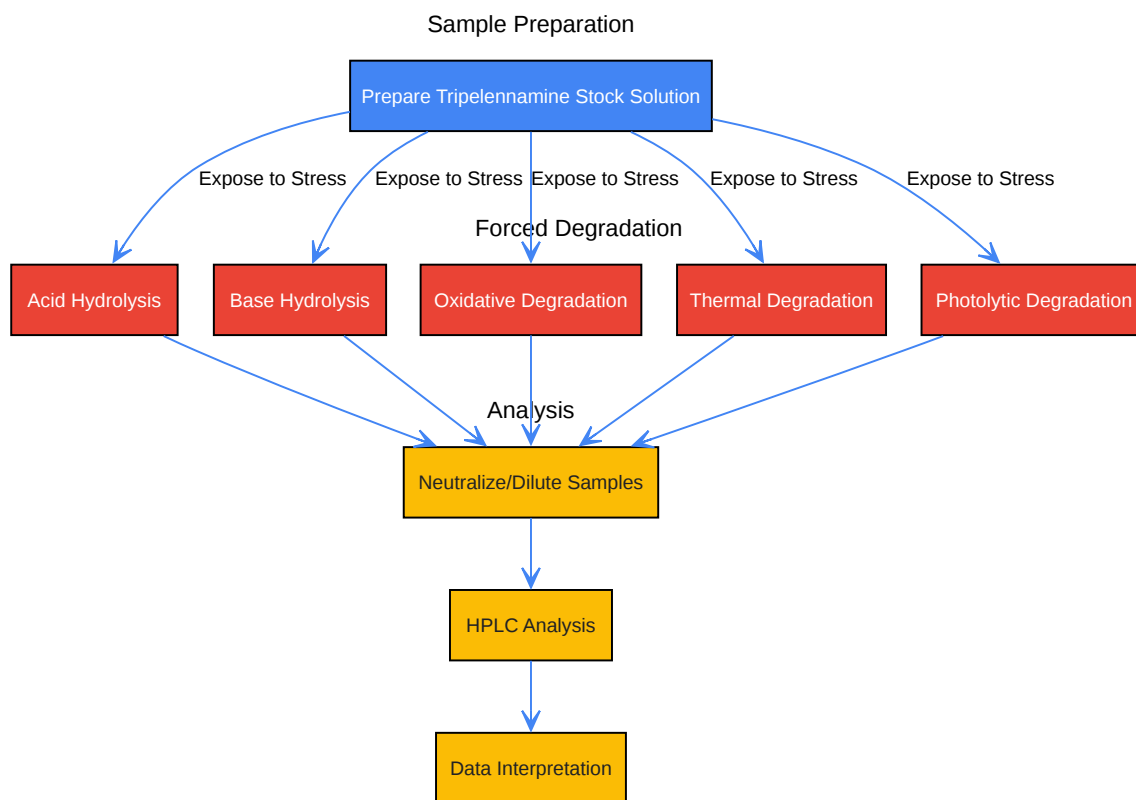 Sample Preparation
Prepare Tripelennamine Stock Solution
Expose to Stress
Expose to Stress
Expose to Stress
Expose to Stress
Expose to Stress
Forced Degradation
Acid Hydrolysis
Base Hydrolysis
Oxidative Degradation
Thermal Degradation
Photolytic Degradation
Analysis
Neutralize/Dilute Samples
HPLC Analysis
Data Interpretation